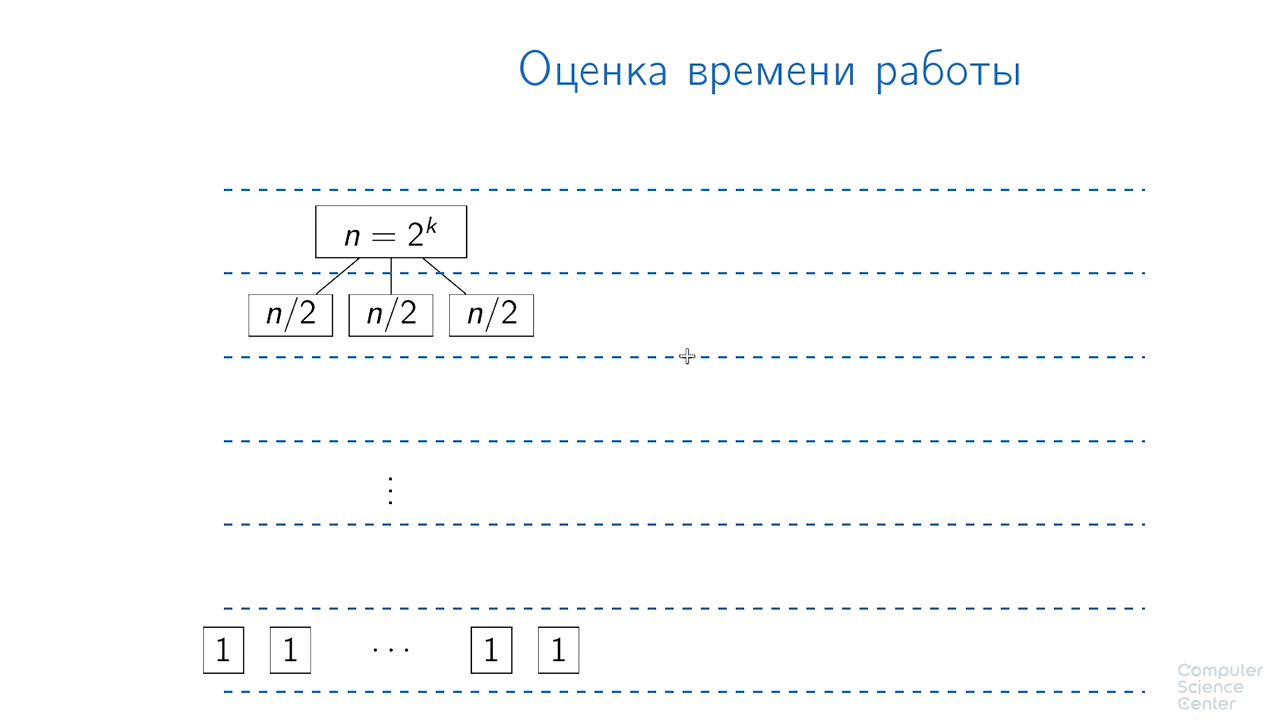 Оценка времени работы
n = 2^k
n/2 n/2 n/2
⋮
1 1 ··· 1 1
Computer
Science
Center